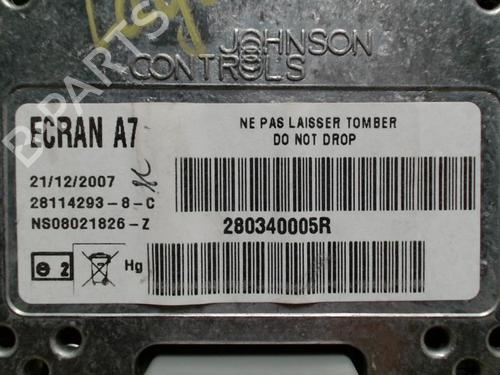 JOHNSON
CONTROLS
ECRAN A7
NE PAS LAISSER TOMBER
DO NOT DROP
21/12/2007
28114293-8-C
NS08021826-Z
280340005R
2
Hg
B-PARTS